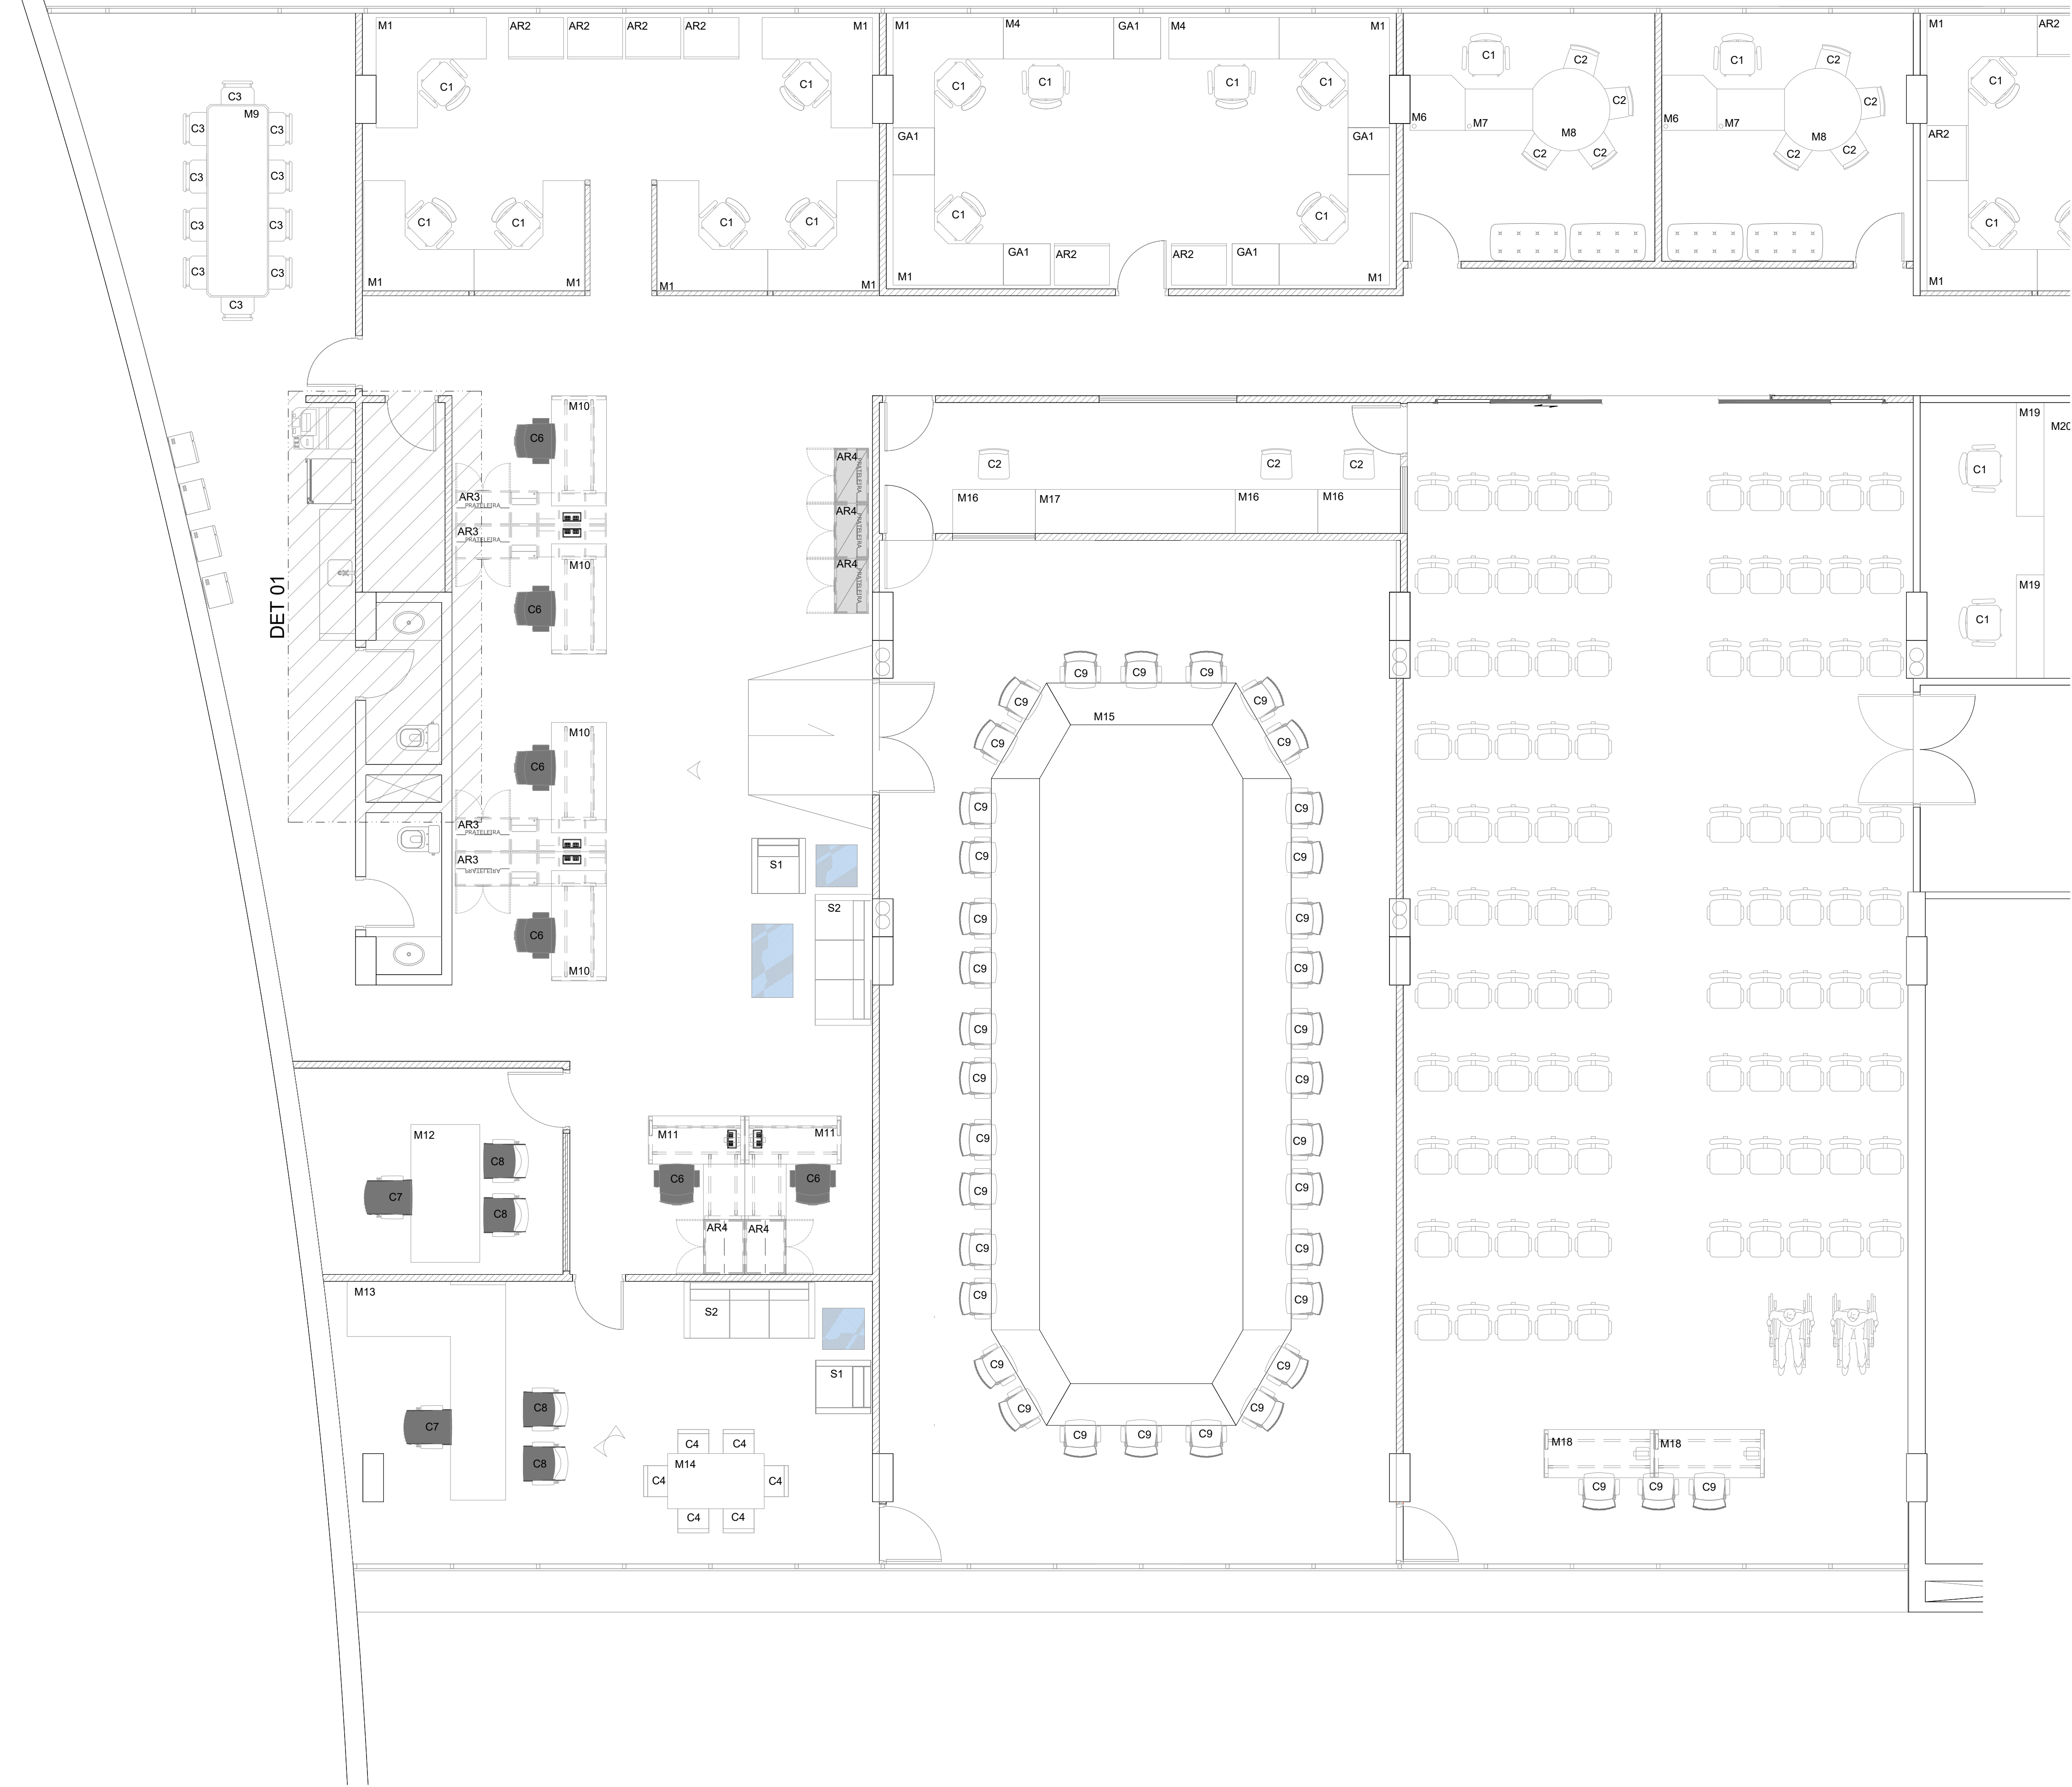 M1 AR2 AR2 AR2 AR2 M1 M1 M4 GA1 M4 M1 M1 AR2
C1 C2 C1 C2
C1 C1 C1 C1 C1 C1 C1
C3 M9 C2 C2
C3 C3 M6 M7 M8 M6 M7 M8
GA1 GA1 AR2
C2 C2 C2 C2
C3 C3
C3 C3 C1 C1 C1 C1 C1 C1 C1
GA1 AR2 AR2 GA1
C3 C3
M1 M1 M1 M1 M1 M1 M1
C3
M10 M19
M20
C6
AR4 PRATELEIRA C2 C2 C2 C1
AR3 M16 M17 M16 M16
PRATELEIRA
AR4 PRATELEIRA
AR3
PRATELEIRA
M10 AR4 PRATELEIRA
M19
DET 01
C6 C1
C9 C9 C9
C9 C9
M15
M10
C9 C9
C6
C9 C9
AR3
PRATELEIRA
AR3 S1 C9 C9
PRATELEIRA
S2 C9 C9
C6
M10 C9 C9
C9 C9
C9 C9
M12 M11 M11 C9 C9
C8
C7 C6 C6 C9 C9
C8
AR4 AR4
C9 C9
M13 C9 C9
S2
C9 C9
S1
C8 C9 C9
C7
C4 C4 C9 C9 C9
M18 M18
C8 M14
C4 C4
C9 C9 C9
C4 C4